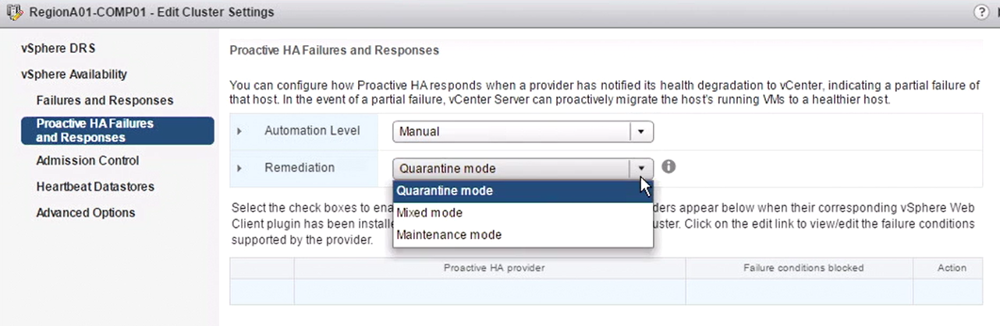 RegionA01-COMP01 - Edit Cluster Settings
?
vSphere DRS
vSphere Availability
Failures and Responses
Proactive HA Failures
and Responses
Admission Control
Heartbeat Datastores
Advanced Options
Proactive HA Failures and Responses
You can configure how Proactive HA responds when a provider has notified its health degradation to vCenter, indicating a partial failure of
that host. In the event of a partial failure, vCenter Server can proactively migrate the host's running VMs to a healthier host.
Automation Level
Manual
Remediation
Quarantine mode
Quarantine mode
Mixed mode
Maintenance mode
Select the check boxes to ena ders appear below when their corresponding vSphere Web
Client plugin has been installe uster. Click on the edit link to view/edit the failure conditions
supported by the provider.
Proactive HA provider
Failure conditions blocked
Action